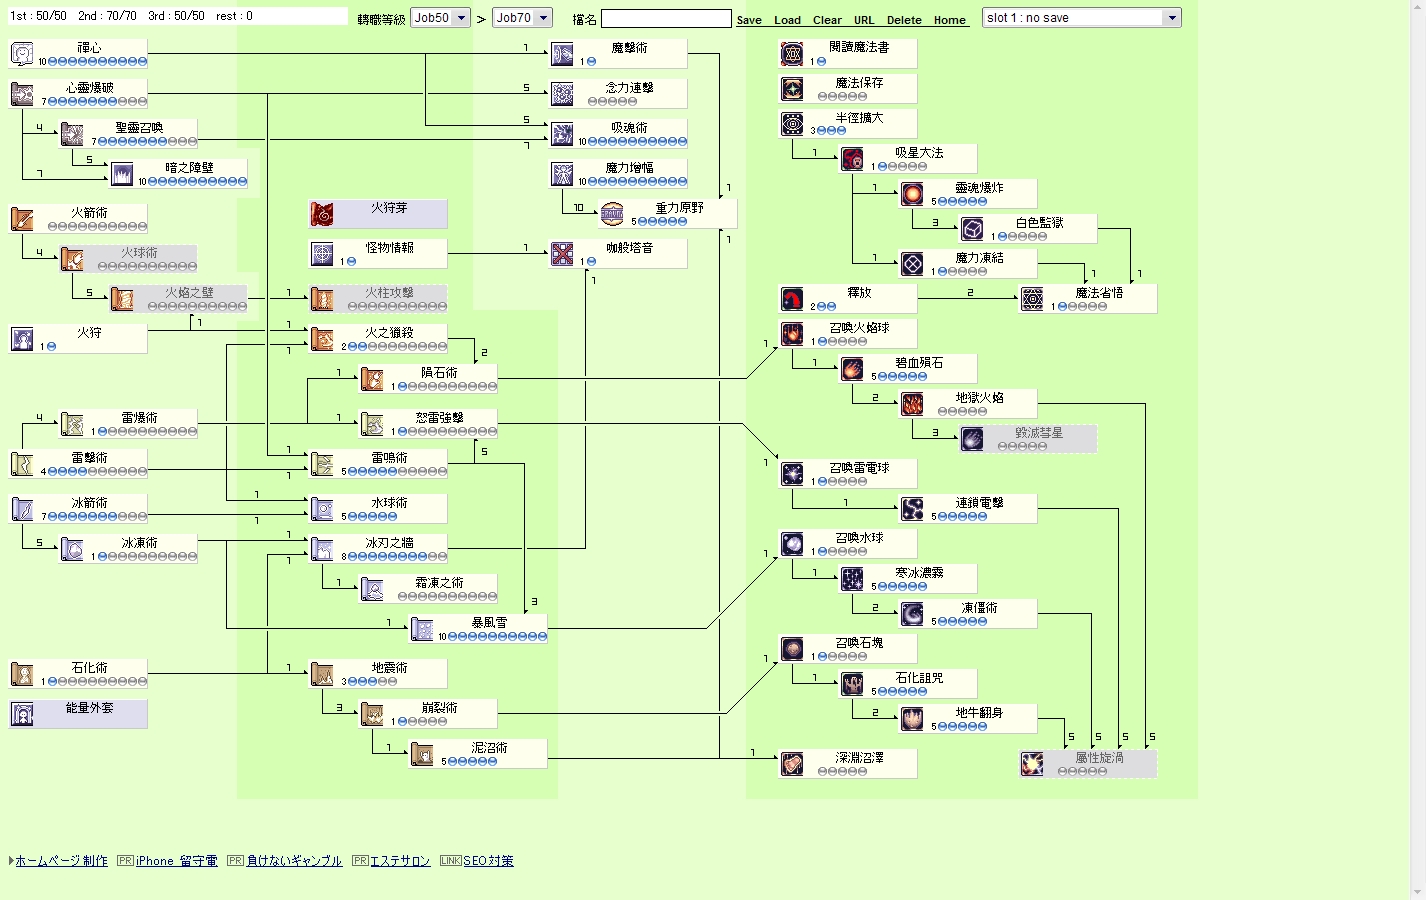 1st : 50/50 2nd : 70/70 3rd : 50/50 rest : 0
轉職等級 Job50 > Job70 檔名 Save Load Clear URL Delete Home slot 1 : no save
禪心
10
1
魔擊術
1
閱讀魔法書
1
心靈爆破
7
5
念力連擊
魔法保存
4
聖靈召喚
7
5
吸魂術
10
1
半徑擴大
3
5
暗之障壁
10
1
魔力增幅
10
1
吸星大法
1
1
靈魂爆炸
5
火箭術
火狩芽
10
重力原野
5
1
3
白色監獄
1
4
火球術
怪物情報
1
1
咖般塔音
1
1
1
魔力凍結
1
5
火焰之壁
1
火柱攻擊
1
釋放
2
2
1
1
魔法省悟
1
火狩
1
1
火之獵殺
2
1
2
1
召喚火焰球
1
1
隕石術
1
1
碧血殞石
5
4
雷爆術
1
1
怒雷強擊
1
2
地獄火焰
3
毀滅彗星
雷擊術
4
1
1
雷鳴術
5
5
1
召喚雷電球
1
冰箭術
7
1
1
水球術
5
1
連鎖電擊
5
5
冰凍術
1
1
1
冰刃之牆
8
1
召喚水球
1
1
霜凍之術
1
寒冰濃霧
5
3
1
暴風雪
10
2
凍僵術
5
石化術
1
1
地震術
3
1
召喚石塊
1
能量外套
3
崩裂術
1
1
石化詛咒
5
2
地牛翻身
5
1
泥沼術
5
1
深淵沼澤
5
5
5
5
屬性旋渦
ホームページ制作 PR iPhone 留守電 PR 負けないギャンブル PR エステサロン LINK SEO対策